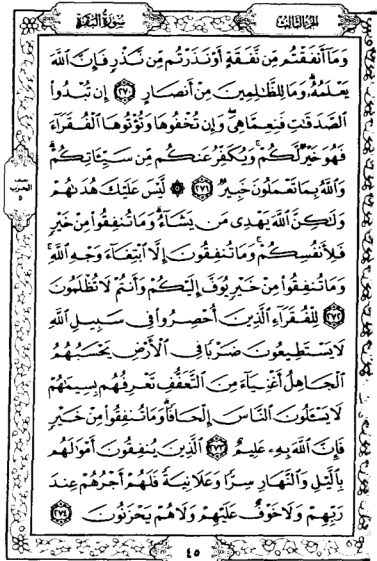 الجزء الثالث
سورة البقرة
وَمَآ أَنفَقْتُم مِّن نَّفَقَةٍ أَوْ نَذَرْتُم مِّن نَّذْرٍ فَإِنَّ ٱللَّهَ
يَعْلَمُهُۥ وَمَا لِلظَّٰلِمِينَ مِنْ أَنصَارٍ ٢٧٠ إِن تُبْدُوا۟
ٱلصَّدَقَٰتِ فَنِعِمَّا هِىَ وَإِن تُخْفُوهَا وَتُؤْتُوهَا ٱلْفُقَرَآءَ
فَهُوَ خَيْرٌ لَّكُمْ وَيُكَفِّرُ عَنكُم مِّن سَيِّـَٔاتِكُمْ
وَٱللَّهُ بِمَا تَعْمَلُونَ خَبِيرٌ ٢٧١ ۞ لَّيْسَ عَلَيْكَ هُدَىٰهُمْ
وَلَٰكِنَّ ٱللَّهَ يَهْدِى مَن يَشَآءُ وَمَا تُنفِقُوا۟ مِنْ خَيْرٍ
فَلِأَنفُسِكُمْ وَمَا تُنفِقُونَ إِلَّا ٱبْتِغَآءَ وَجْهِ ٱللَّهِ
وَمَا تُنفِقُوا۟ مِنْ خَيْرٍ يُوَفَّ إِلَيْكُمْ وَأَنتُمْ لَا تُظْلَمُونَ
٢٧٢ لِلْفُقَرَآءِ ٱلَّذِينَ أُحْصِرُوا۟ فِى سَبِيلِ ٱللَّهِ
لَا يَسْتَطِيعُونَ ضَرْبًا فِى ٱلْأَرْضِ يَحْسَبُهُمُ
ٱلْجَاهِلُ أَغْنِيَآءَ مِنَ ٱلتَّعَفُّفِ تَعْرِفُهُم بِسِيمَٰهُمْ
لَا يَسْـَٔلُونَ ٱلنَّاسَ إِلْحَافًا وَمَا تُنفِقُوا۟ مِنْ خَيْرٍ
فَإِنَّ ٱللَّهَ بِهِۦ عَلِيمٌ ٢٧٣ ٱلَّذِينَ يُنفِقُونَ أَمْوَٰلَهُم
بِٱلَّيْلِ وَٱلنَّهَارِ سِرًّا وَعَلَانِيَةً فَلَهُمْ أَجْرُهُمْ عِندَ
رَبِّهِمْ وَلَا خَوْفٌ عَلَيْهِمْ وَلَا هُمْ يَحْزَنُونَ ٢٧٤
نصف
الحزب
٥
٤٥